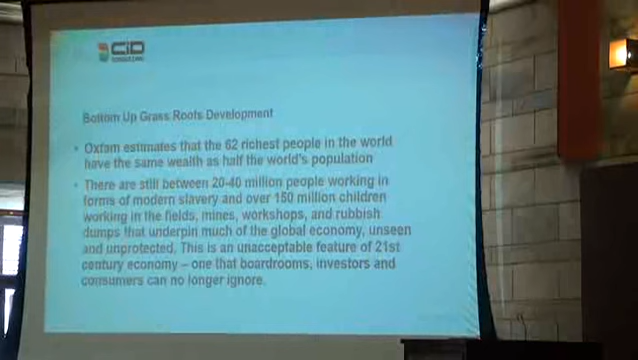 CID
CONSULTING
Bottom Up Grass Roots Development
• Oxfam estimates that the 62 richest people in the world
have the same wealth as half the world's population
• There are still between 20-40 million people working in
forms of modern slavery and over 150 million children
working in the fields, mines, workshops, and rubbish
dumps that underpin much of the global economy, unseen
and unprotected. This is an unacceptable feature of 21st
century economy – one that boardrooms, investors and
consumers can no longer ignore.